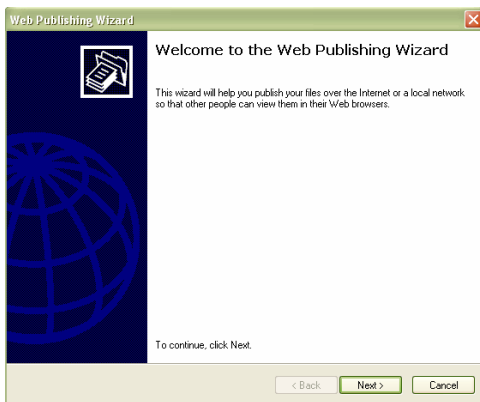 Web Publishing Wizard
Welcome to the Web Publishing Wizard
This wizard will help you publish your files over the Internet or a local network
so that other people can view them in their Web browsers.
To continue, click Next.
< Back Next > Cancel